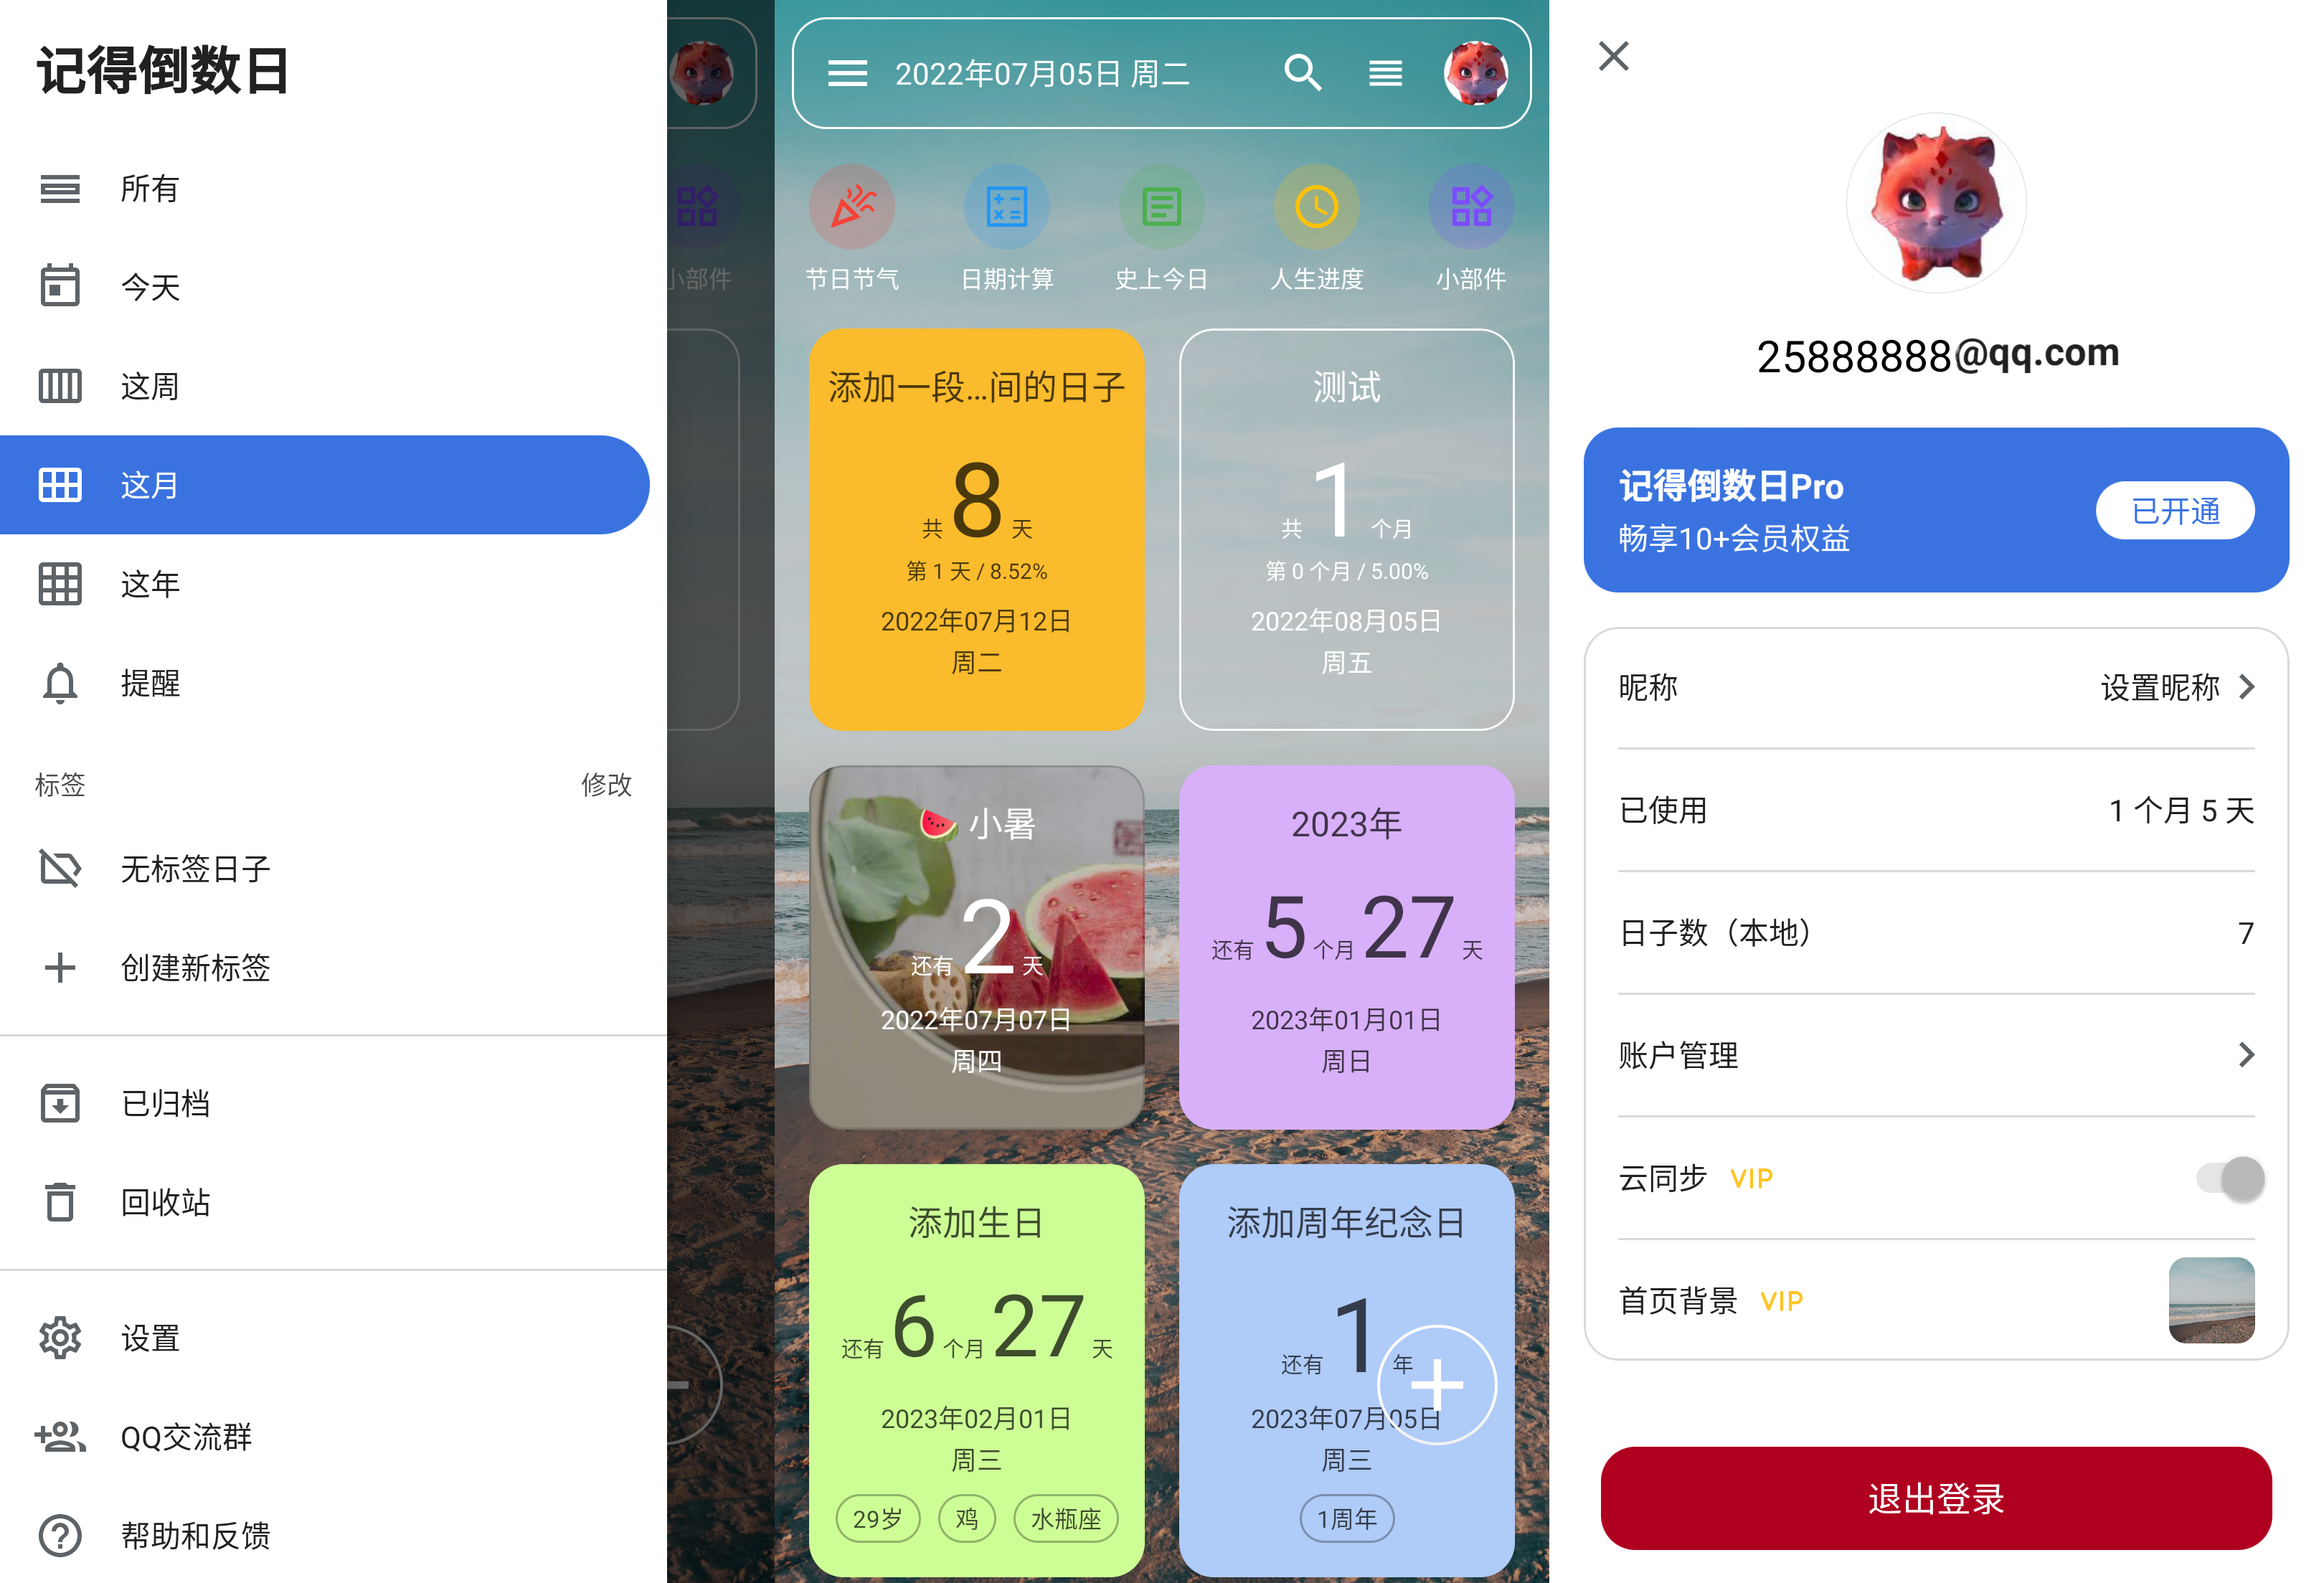 记得倒数日
所有
今天
这周
这月
这年
提醒
标签 修改
无标签日子
创建新标签
已归档
回收站
设置
QQ交流群
帮助和反馈
小部件
2022年07月05日 周二
节日节气 日期计算 史上今日 人生进度 小部件
添加一段...间的日子
共 8 天
第 1 天 / 8.52%
2022年07月12日
周二
测试
共 1 个月
第 0 个月 / 5.00%
2022年08月05日
周五
🍉 小暑
还有 2 天
2022年07月07日
周四
2023年
还有 5 个月 27 天
2023年01月01日
周日
添加生日
还有 6 个月 27 天
2023年02月01日
周三
29岁 鸡 水瓶座
添加周年纪念日
还有 1 年
2023年07月05日
周三
1周年
25888888@qq.com
记得倒数日Pro
畅享10+会员权益
已开通
昵称 设置昵称
已使用 1 个月 5 天
日子数（本地） 7
账户管理
云同步 VIP
首页背景 VIP
退出登录